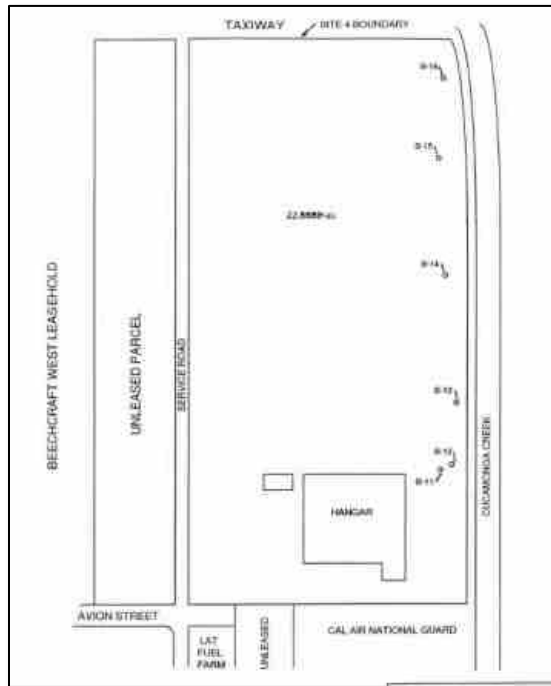 TAXIWAY
SITE 4 BOUNDARY
B-16
B-15
B-14
B-13
B-12
B-11
BEECHCRAFT WEST LEASEHOLD
UNLEASED PARCEL
SERVICE ROAD
CUCAMONGA CREEK
HANGAR
AVION STREET
LAT
FUEL
FARM
UNLEASED
CAL AIR NATIONAL GUARD